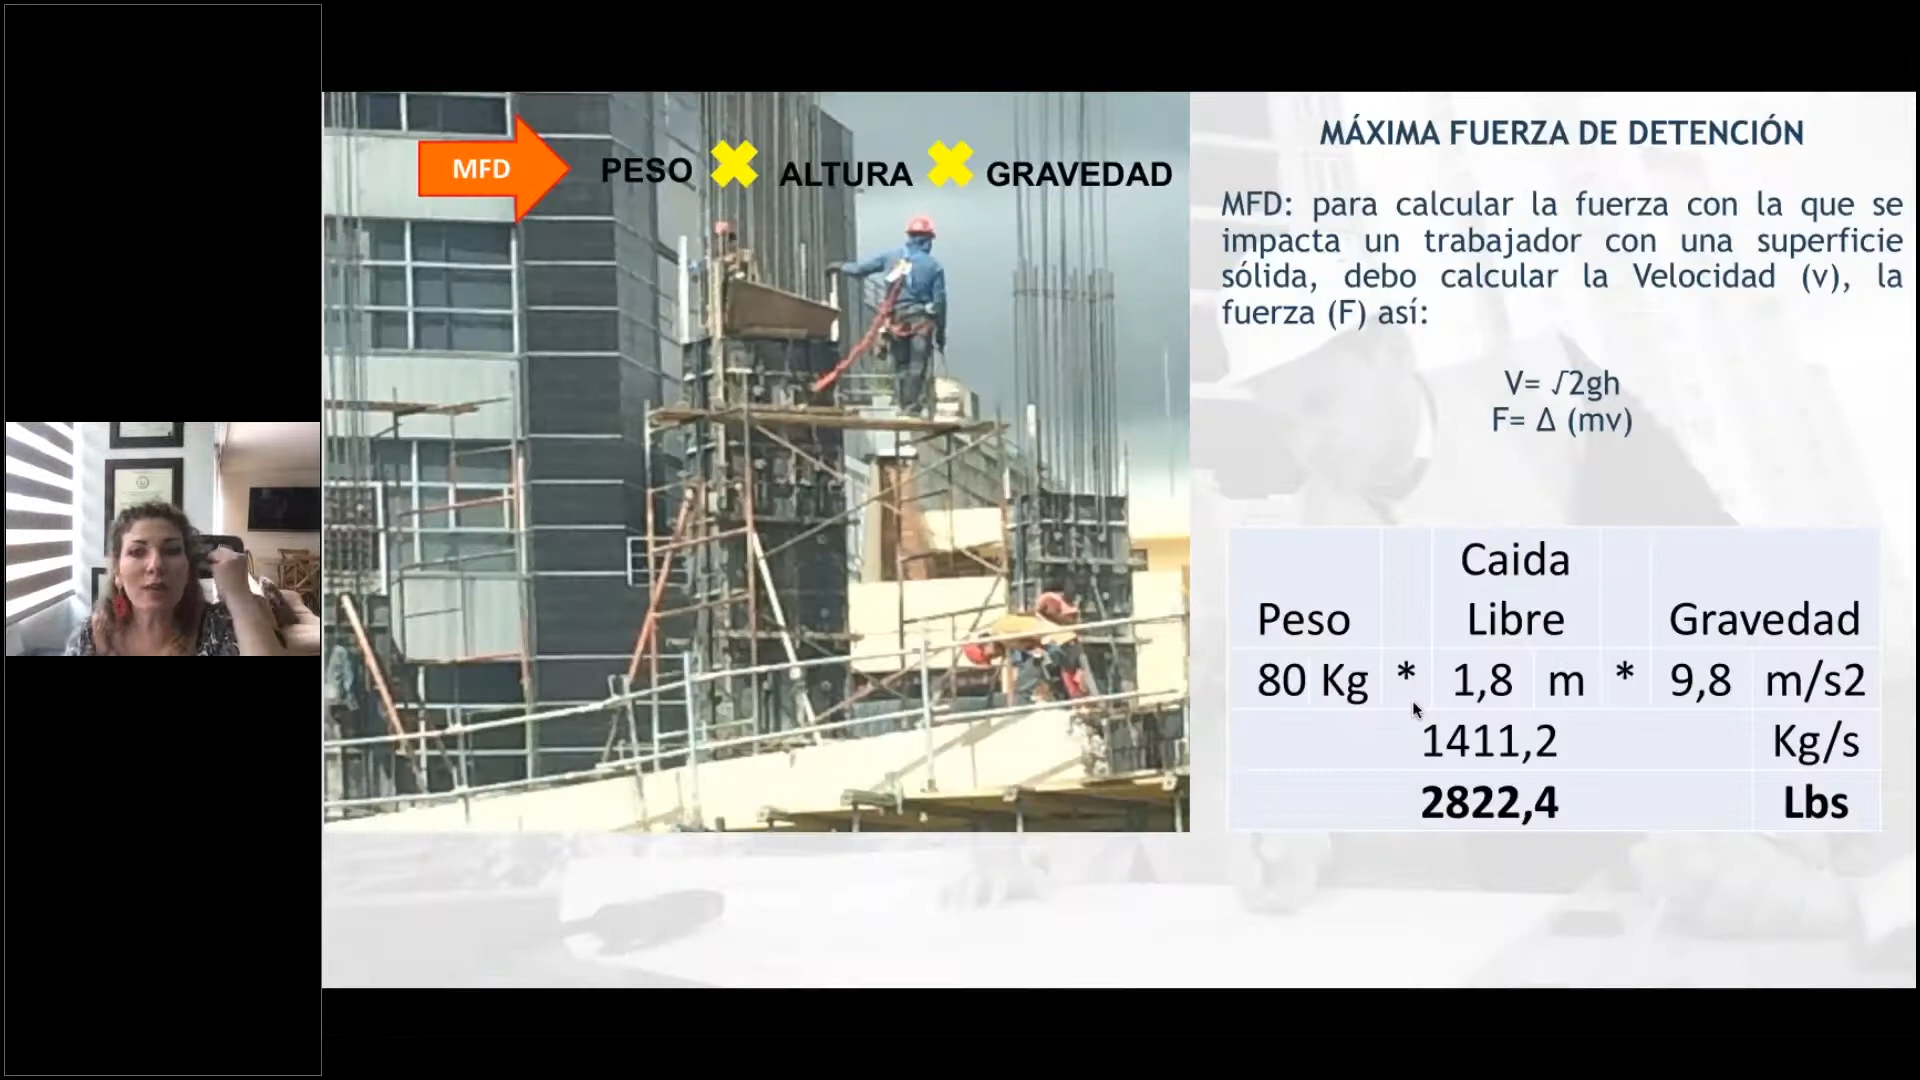 MFD
PESO ✖ ALTURA ✖ GRAVEDAD
MÁXIMA FUERZA DE DETENCIÓN
MFD: para calcular la fuerza con la que se
impacta un trabajador con una superficie
sólida, debo calcular la Velocidad (v), la
fuerza (F) así:
V= √2gh
F= Δ (mv)
Caida
Libre
Peso Gravedad
80 Kg * 1,8 m * 9,8 m/s2
1411,2 Kg/s
2822,4 Lbs